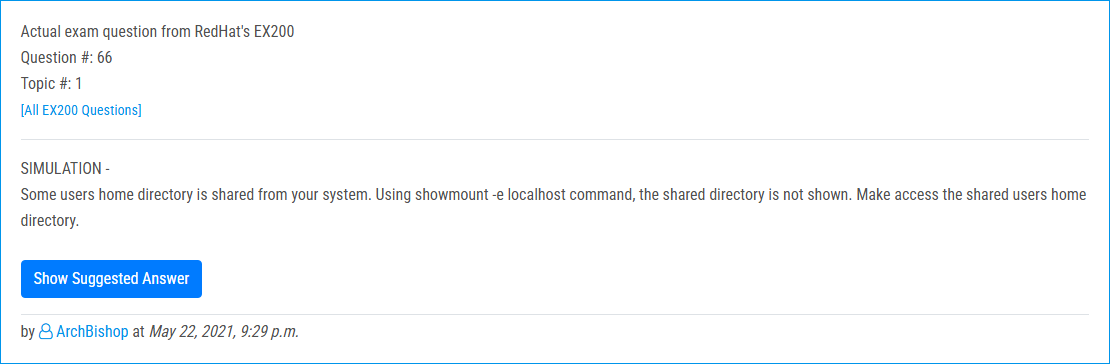 Actual exam question from RedHat's EX200
Question #: 66
Topic #: 1
[All EX200 Questions]
SIMULATION -
Some users home directory is shared from your system. Using showmount -e localhost command, the shared directory is not shown. Make access the shared users home
directory.
Show Suggested Answer
by ArchBishop at May 22, 2021, 9:29 p.m.